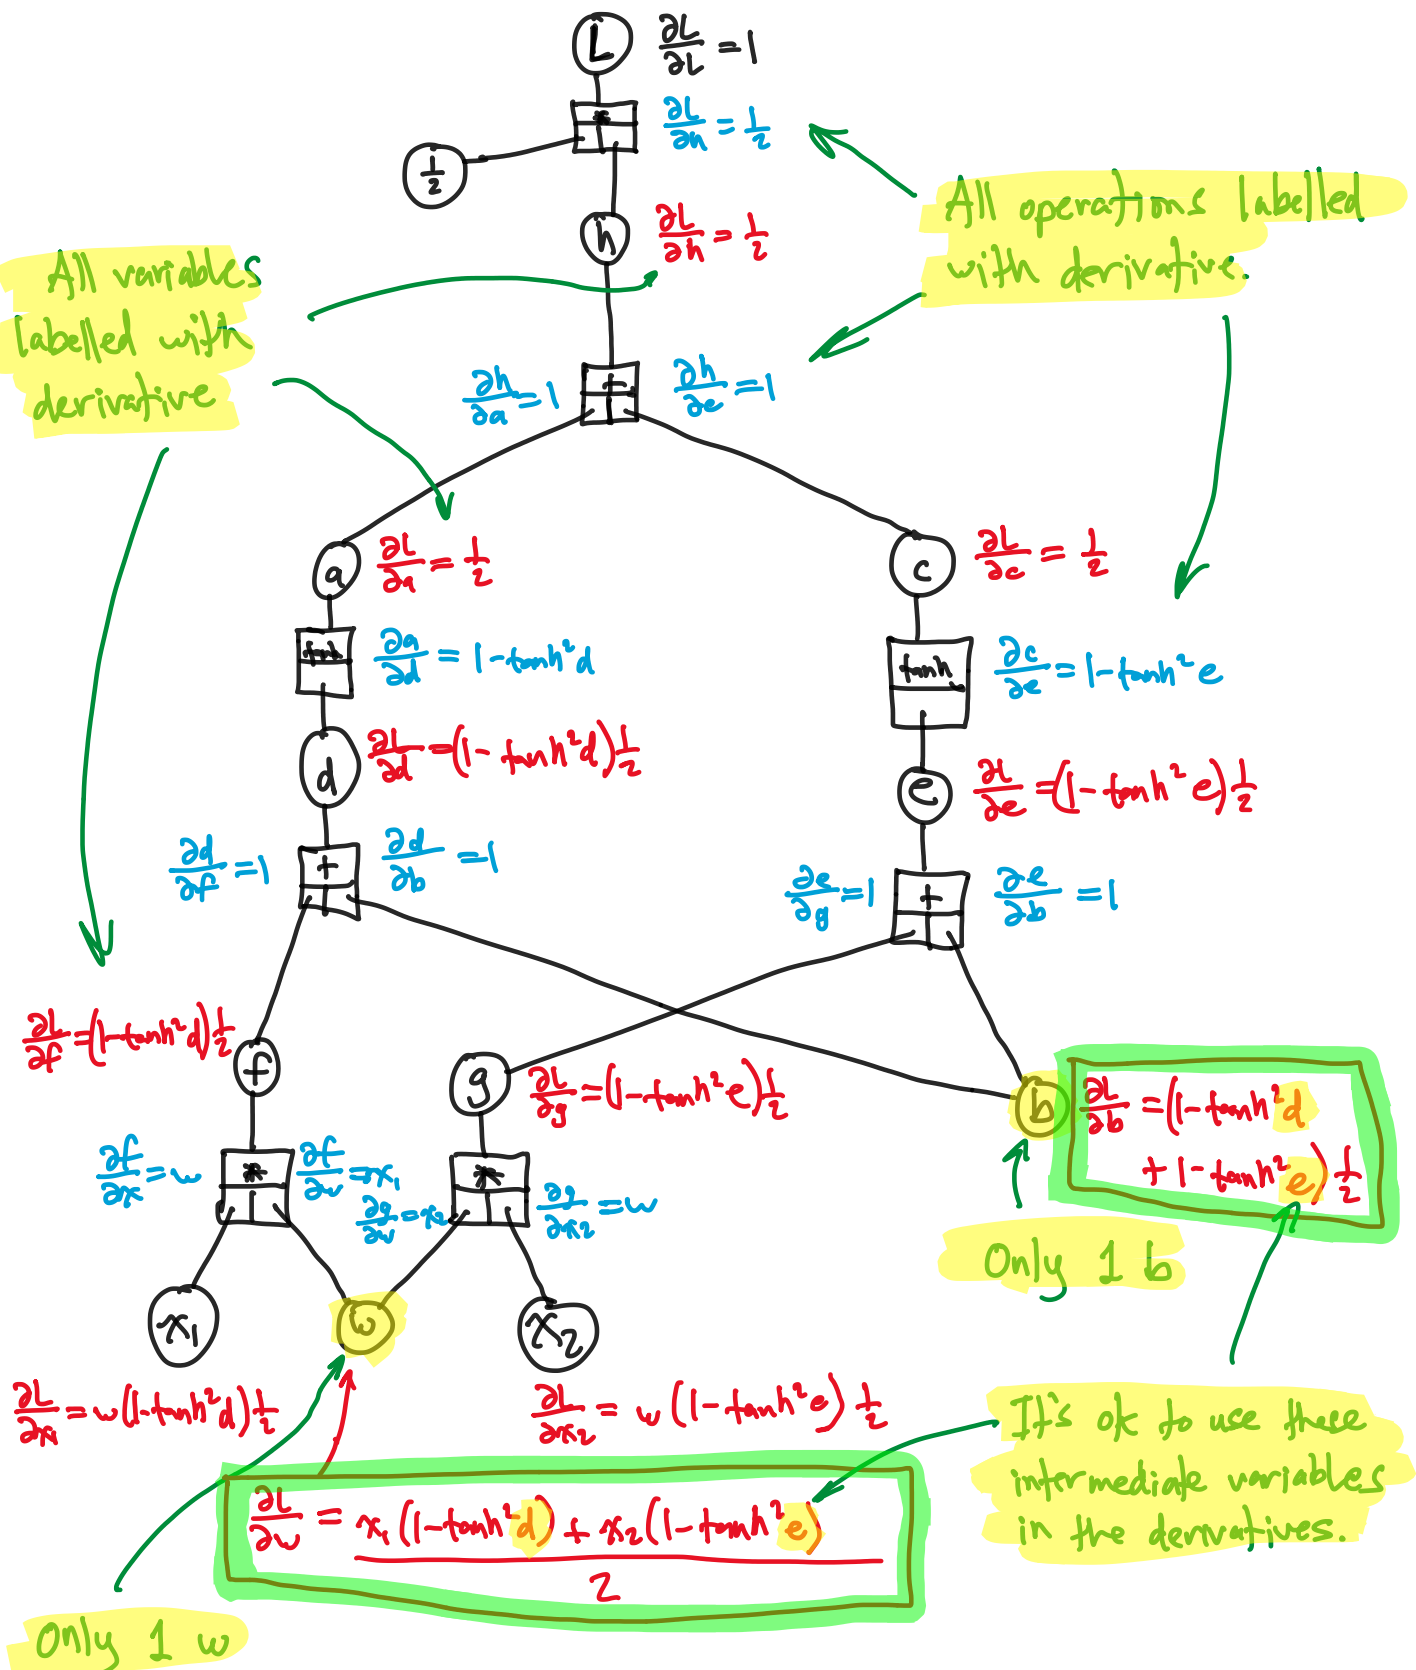 L ∂L/∂L = 1
* ∂L/∂h = 1/2
1/2
h ∂L/∂h = 1/2
All operations labelled
with derivative.
All variables
labelled with
derivative
∂h/∂a = 1 + ∂h/∂e = 1
a ∂L/∂a = 1/2
c ∂L/∂c = 1/2
tanh ∂a/∂d = 1-tanh²d
tanh ∂c/∂e = 1-tanh²e
d ∂L/∂d = (1-tanh²d)1/2
e ∂L/∂e = (1-tanh²e)1/2
∂d/∂f = 1 + ∂d/∂b = 1
∂e/∂g = 1 + ∂e/∂b = 1
∂L/∂f = (1-tanh²d)1/2 f
g ∂L/∂g = (1-tanh²e)1/2
b ∂L/∂b = (1-tanh²d
+ 1-tanh²e)1/2
∂f/∂x = w * ∂f/∂w = x₁
∂g/∂w = x₂ * ∂g/∂x₂ = w
Only 1 b
x₁ w x₂
∂L/∂x₁ = w(1-tanh²d)1/2
∂L/∂x₂ = w(1-tanh²e)1/2
It's ok to use these
intermediate variables
in the derivatives.
∂L/∂w = x₁(1-tanh²d) + x₂(1-tanh²e)
2
Only 1 w